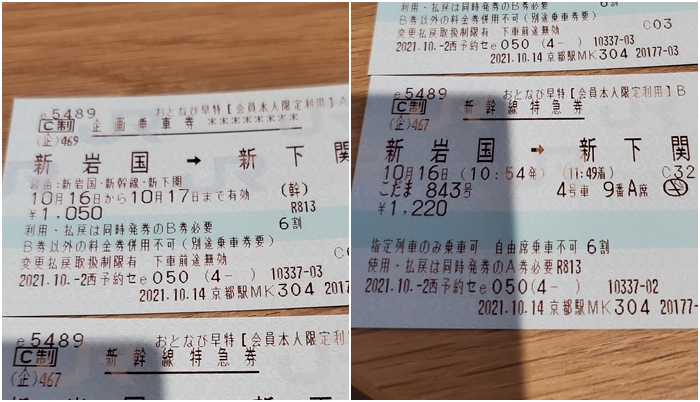 e5489 おとなび早特【会員本人限定利用】A
C制 企画乗車券 ********
(企)469
新岩国 → 新下関
経由:新岩国・新幹線・新下関
10月16日から10月17日まで有効 (幹)
¥1,050 R813
利用・払戻は同時発券のB券必要 6割
B券以外の料金券併用不可(別途乗車券要)
変更払戻取扱制限有 下車前途無効
2021.10.-2西予約セe050 (4- ) 10337-03
2021.10.14 京都駅MK304 2017
e5489 おとなび早特【会員本人限定利用
C制 新幹線特急券
(企)467
利用・払戻は同時発券のB券必要 6割
B券以外の料金券併用不可(別途乗車券要)
変更払戻取扱制限有 下車前途無効 C03
2021.10.-2西予約セe050 (4- ) 10337-03
2021.10.14 京都駅MK304 20177-03
e5489 おとなび早特【会員本人限定利用】B
C制 新幹線特急券
(企)467
新岩国 → 新下関
10月16日 (10:54発) (11:49着) C32
こだま 843号 4号車 9番A席
¥1,220
指定列車のみ乗車可 自由席乗車不可 6割
使用・払戻は同時発券のA券必要R813
2021.10.-2西予約セe050(4- ) 10337-02
2021.10.14 京都駅MK304 20177-